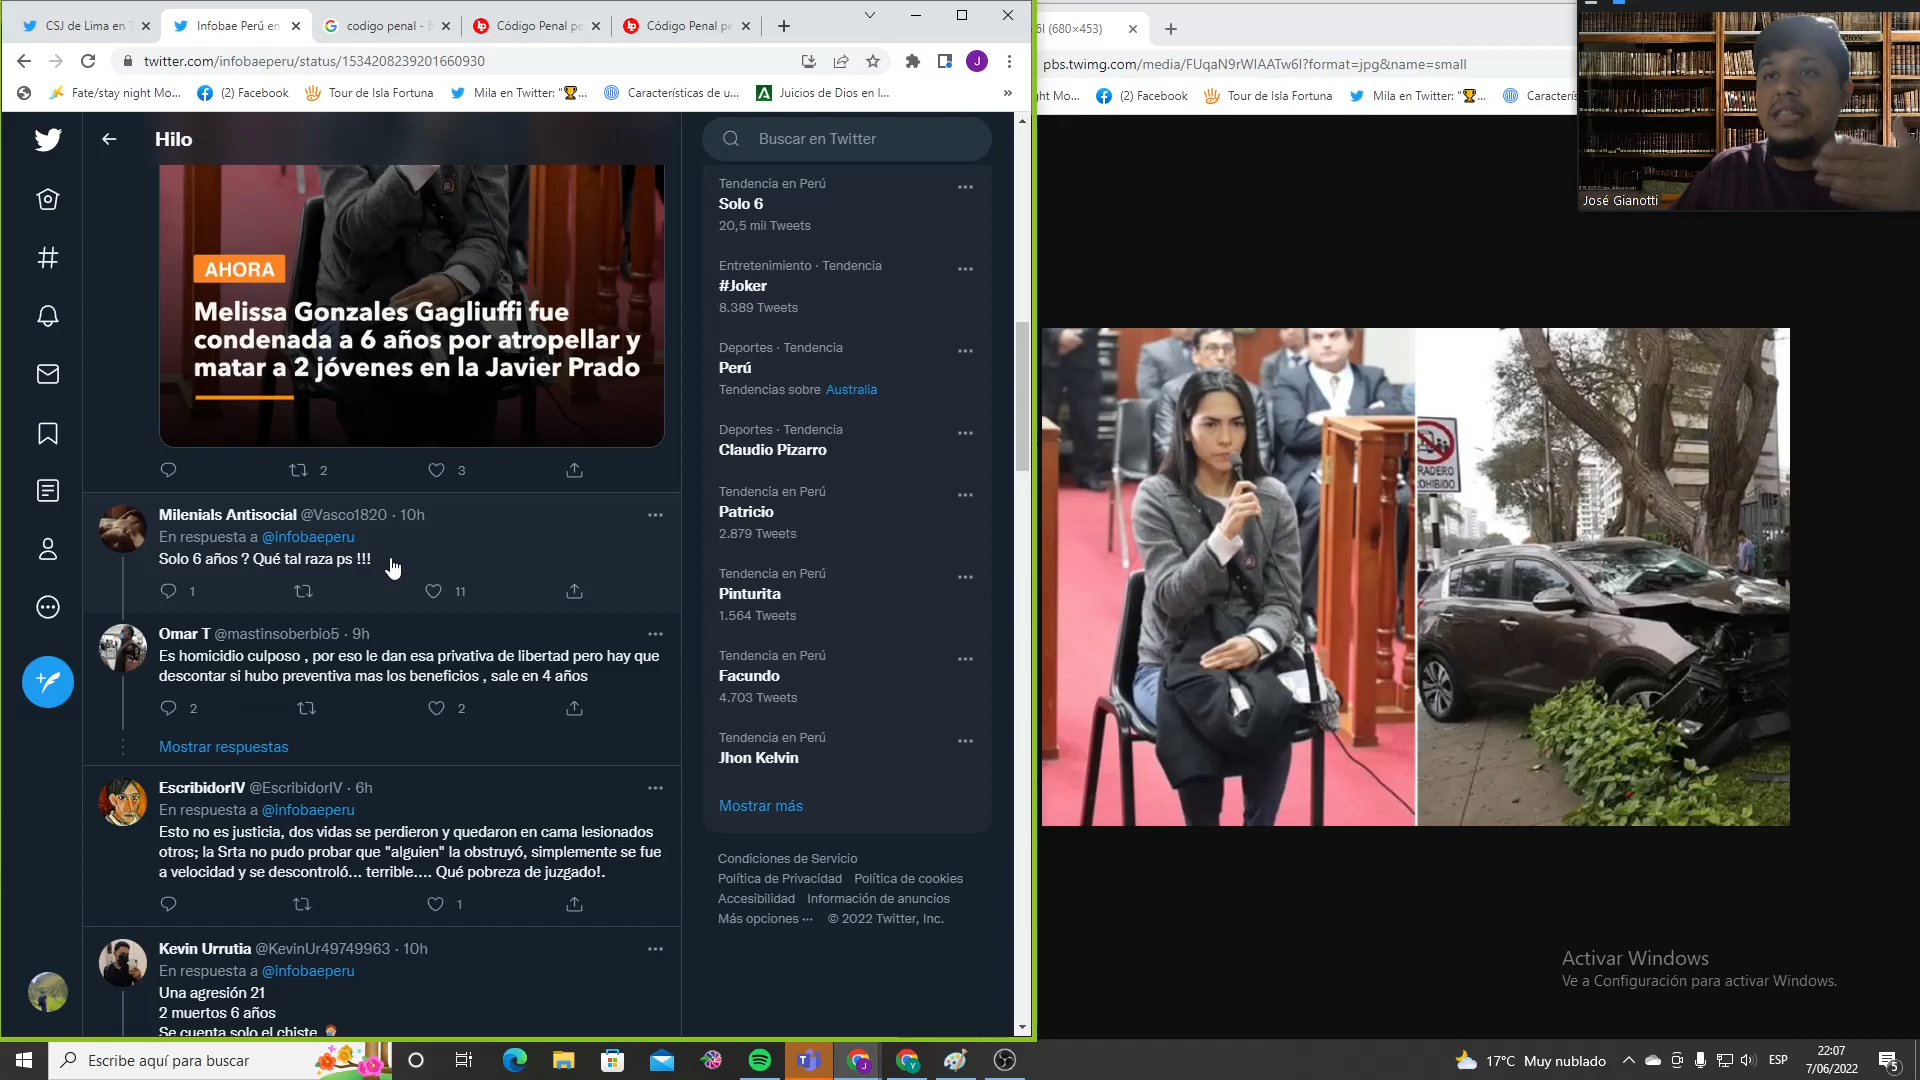 CSJ de Lima en
Infobae Perú en
codigo penal -
Código Penal pe
Código Penal pe
twitter.com/infobaeperu/status/1534208239201660930
J
Fate/stay night Mo...
(2) Facebook
Tour de Isla Fortuna
Mila en Twitter: "🏆...
Características de u...
Juicios de Dios en I...
»
Hilo
AHORA
Melissa Gonzales Gagliuffi fue
condenada a 6 años por atropellar y
matar a 2 jóvenes en la Javier Prado
2
3
Milenials Antisocial @Vasco1820 · 10h
En respuesta a @infobaeperu
Solo 6 años ? Qué tal raza ps !!!
1
11
Omar T @mastinsoberbio5 · 9h
Es homicidio culposo , por eso le dan esa privativa de libertad pero hay que
descontar si hubo preventiva mas los beneficios , sale en 4 años
2
2
Mostrar respuestas
EscribidorIV @EscribidorIV · 6h
En respuesta a @infobaeperu
Esto no es justicia, dos vidas se perdieron y quedaron en cama lesionados
otros; la Srta no pudo probar que "alguien" la obstruyó, simplemente se fue
a velocidad y se descontroló... terrible.... Qué pobreza de juzgado!.
1
Kevin Urrutia @KevinUr49749963 · 10h
En respuesta a @infobaeperu
Una agresión 21
2 muertos 6 años
Se cuenta solo el chiste
Buscar en Twitter
Tendencia en Perú
Solo 6
20,5 mil Tweets
Entretenimiento · Tendencia
#Joker
8.389 Tweets
Deportes · Tendencia
Perú
Tendencias sobre Australia
Deportes · Tendencia
Claudio Pizarro
Tendencia en Perú
Patricio
2.879 Tweets
Tendencia en Perú
Pinturita
1.564 Tweets
Tendencia en Perú
Facundo
4.703 Tweets
Tendencia en Perú
Jhon Kelvin
Mostrar más
Condiciones de Servicio
Política de Privacidad Política de cookies
Accesibilidad Información de anuncios
Más opciones ··· © 2022 Twitter, Inc.
6I (680×453)
pbs.twimg.com/media/FUqaN9rWIAATw6I?format=jpg&name=small
ht Mo...
(2) Facebook
Tour de Isla Fortuna
Mila en Twitter: "🏆...
Caracterís
José Gianotti
RADERO
OHIBIDO
Activar Windows
Ve a Configuración para activar Windows.
Escribe aquí para buscar
17°C Muy nublado
ESP
22:07
7/06/2022
5